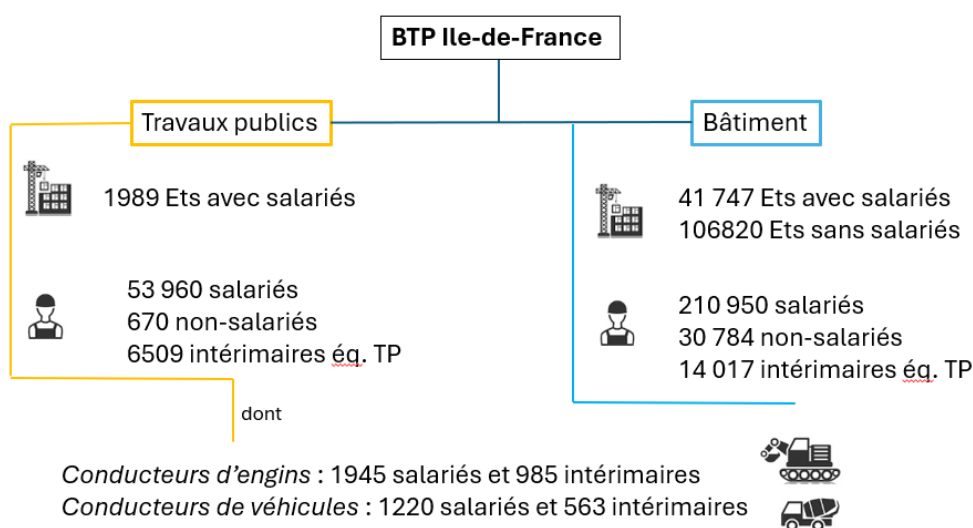 BTP Ile-de-France
Travaux publics
Bâtiment
1989 Ets avec salariés
41 747 Ets avec salariés
106820 Ets sans salariés
53 960 salariés
670 non-salariés
6509 intérimaires éq. TP
210 950 salariés
30 784 non-salariés
14 017 intérimaires éq. TP
dont
Conducteurs d’engins : 1945 salariés et 985 intérimaires
Conducteurs de véhicules : 1220 salariés et 563 intérimaires